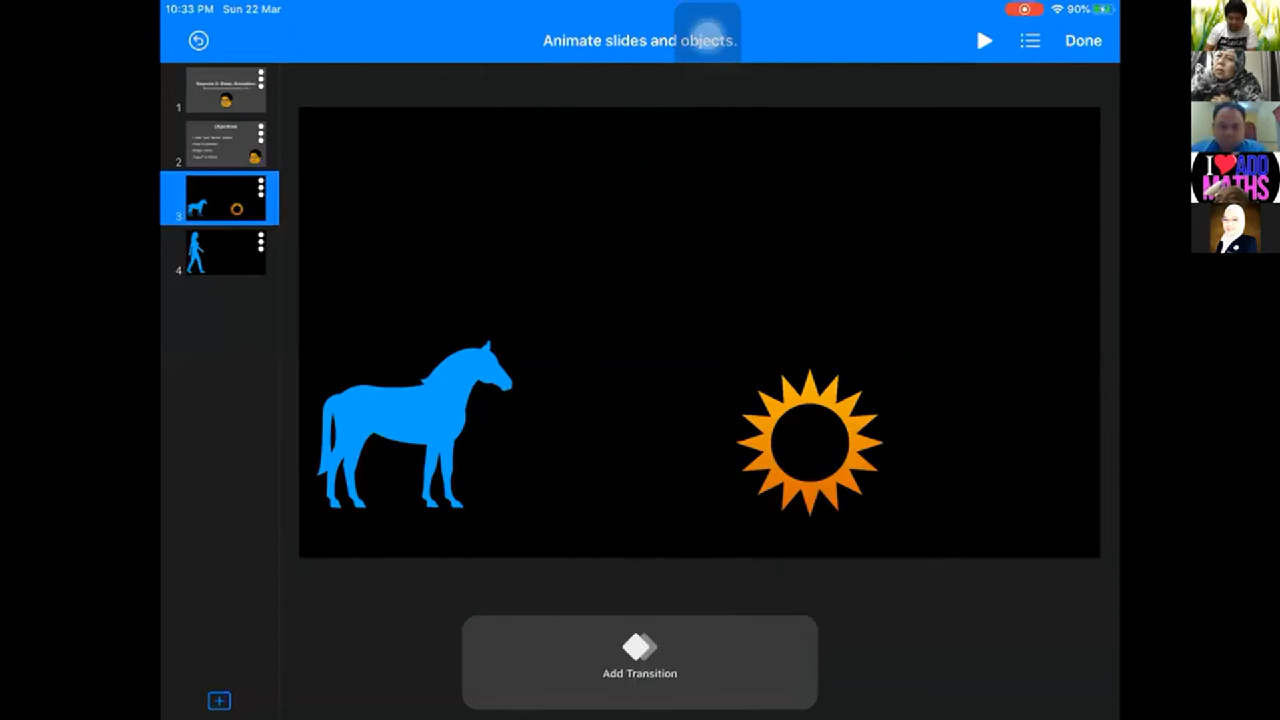 10:33 PM Sun 22 Mar
90%
Animate slides and objects.
Done
1
Objectives
2
3
4
Add Transition
I ♥ ADD
MATHS